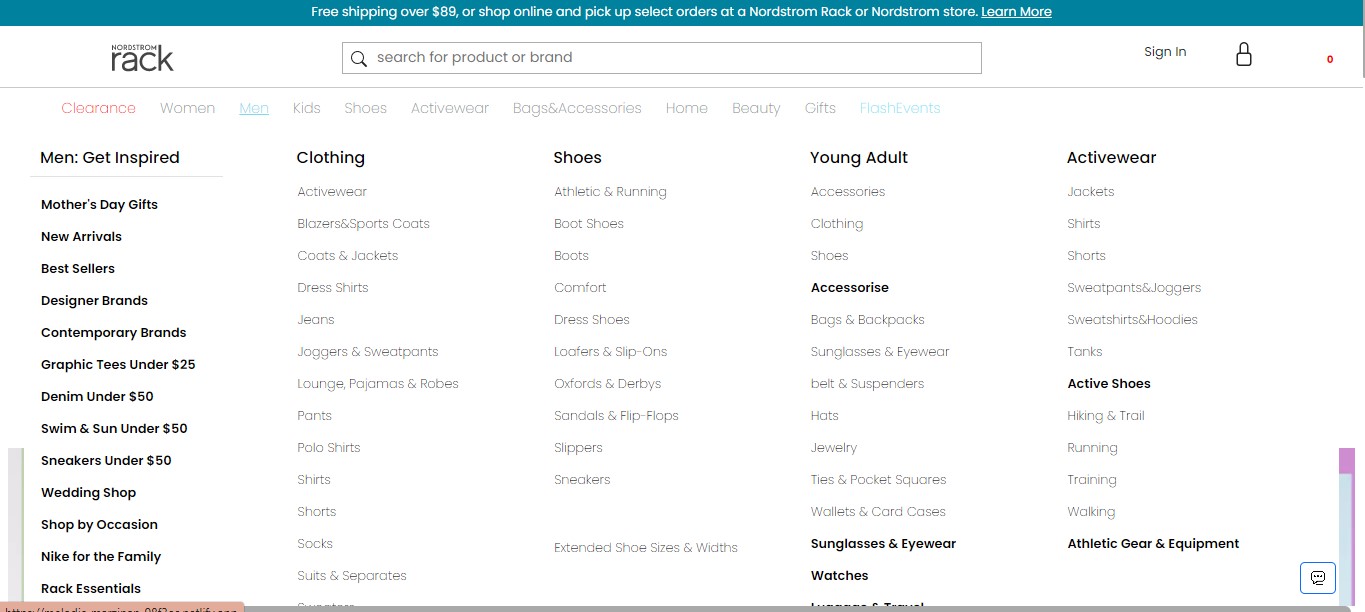 Free shipping over $89, or shop online and pick up select orders at a Nordstrom Rack or Nordstrom store. Learn More
NORDSTROM
rack
search for product or brand
Sign In
0
Clearance Women Men Kids Shoes Activewear Bags&Accessories Home Beauty Gifts FlashEvents
Men: Get Inspired
Mother's Day Gifts
New Arrivals
Best Sellers
Designer Brands
Contemporary Brands
Graphic Tees Under $25
Denim Under $50
Swim & Sun Under $50
Sneakers Under $50
Wedding Shop
Shop by Occasion
Nike for the Family
Rack Essentials
Clothing
Activewear
Blazers&Sports Coats
Coats & Jackets
Dress Shirts
Jeans
Joggers & Sweatpants
Lounge, Pajamas & Robes
Pants
Polo Shirts
Shirts
Shorts
Socks
Suits & Separates
Sweaters
Shoes
Athletic & Running
Boot Shoes
Boots
Comfort
Dress Shoes
Loafers & Slip-Ons
Oxfords & Derbys
Sandals & Flip-Flops
Slippers
Sneakers
Extended Shoe Sizes & Widths
Young Adult
Accessories
Clothing
Shoes
Accessorise
Bags & Backpacks
Sunglasses & Eyewear
belt & Suspenders
Hats
Jewelry
Ties & Pocket Squares
Wallets & Card Cases
Sunglasses & Eyewear
Watches
Luggage & Travel
Activewear
Jackets
Shirts
Shorts
Sweatpants&Joggers
Sweatshirts&Hoodies
Tanks
Active Shoes
Hiking & Trail
Running
Training
Walking
Athletic Gear & Equipment